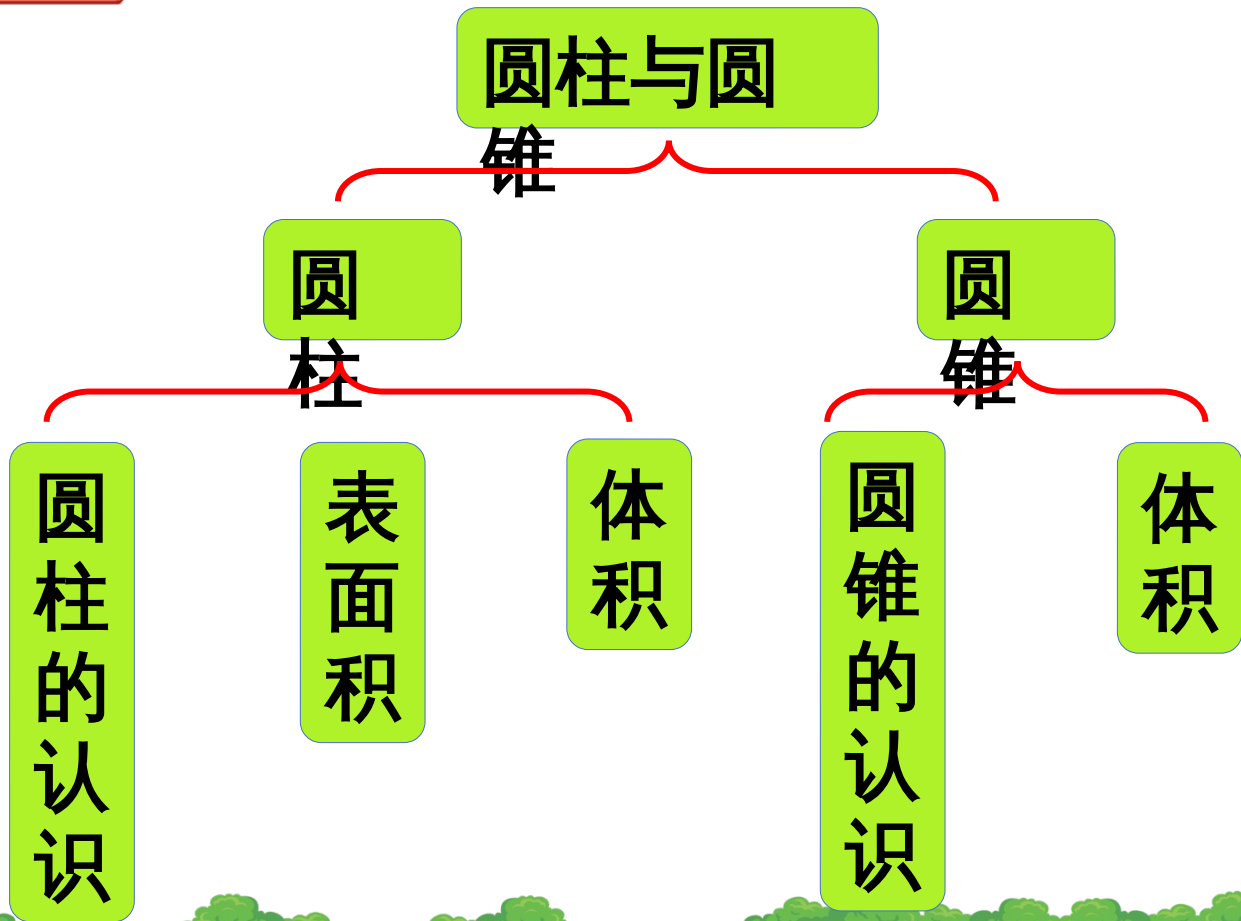 圆柱与圆
锥
圆
柱
圆
锥
圆
柱
的
认
识
表
面
积
体
积
圆
锥
的
认
识
体
积